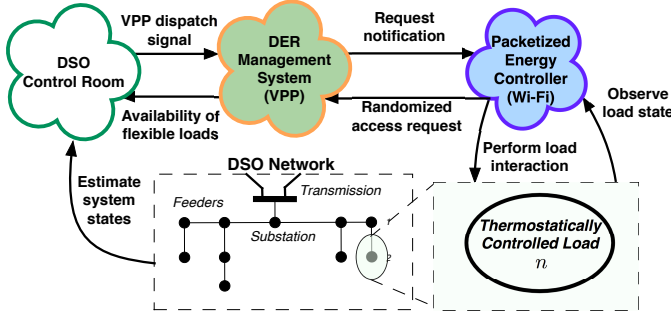 VPP dispatch
signal
Request
notification
DSO
Control Room
DER
Management
System
(VPP)
Packetized
Energy
Controller
(Wi-Fi)
Observe
load state
Availability of
flexible loads
Randomized
access request
Perform load
interaction
Estimate
system
states
DSO Network
Feeders
Transmission
Substation
Thermostatically
Controlled Load
n